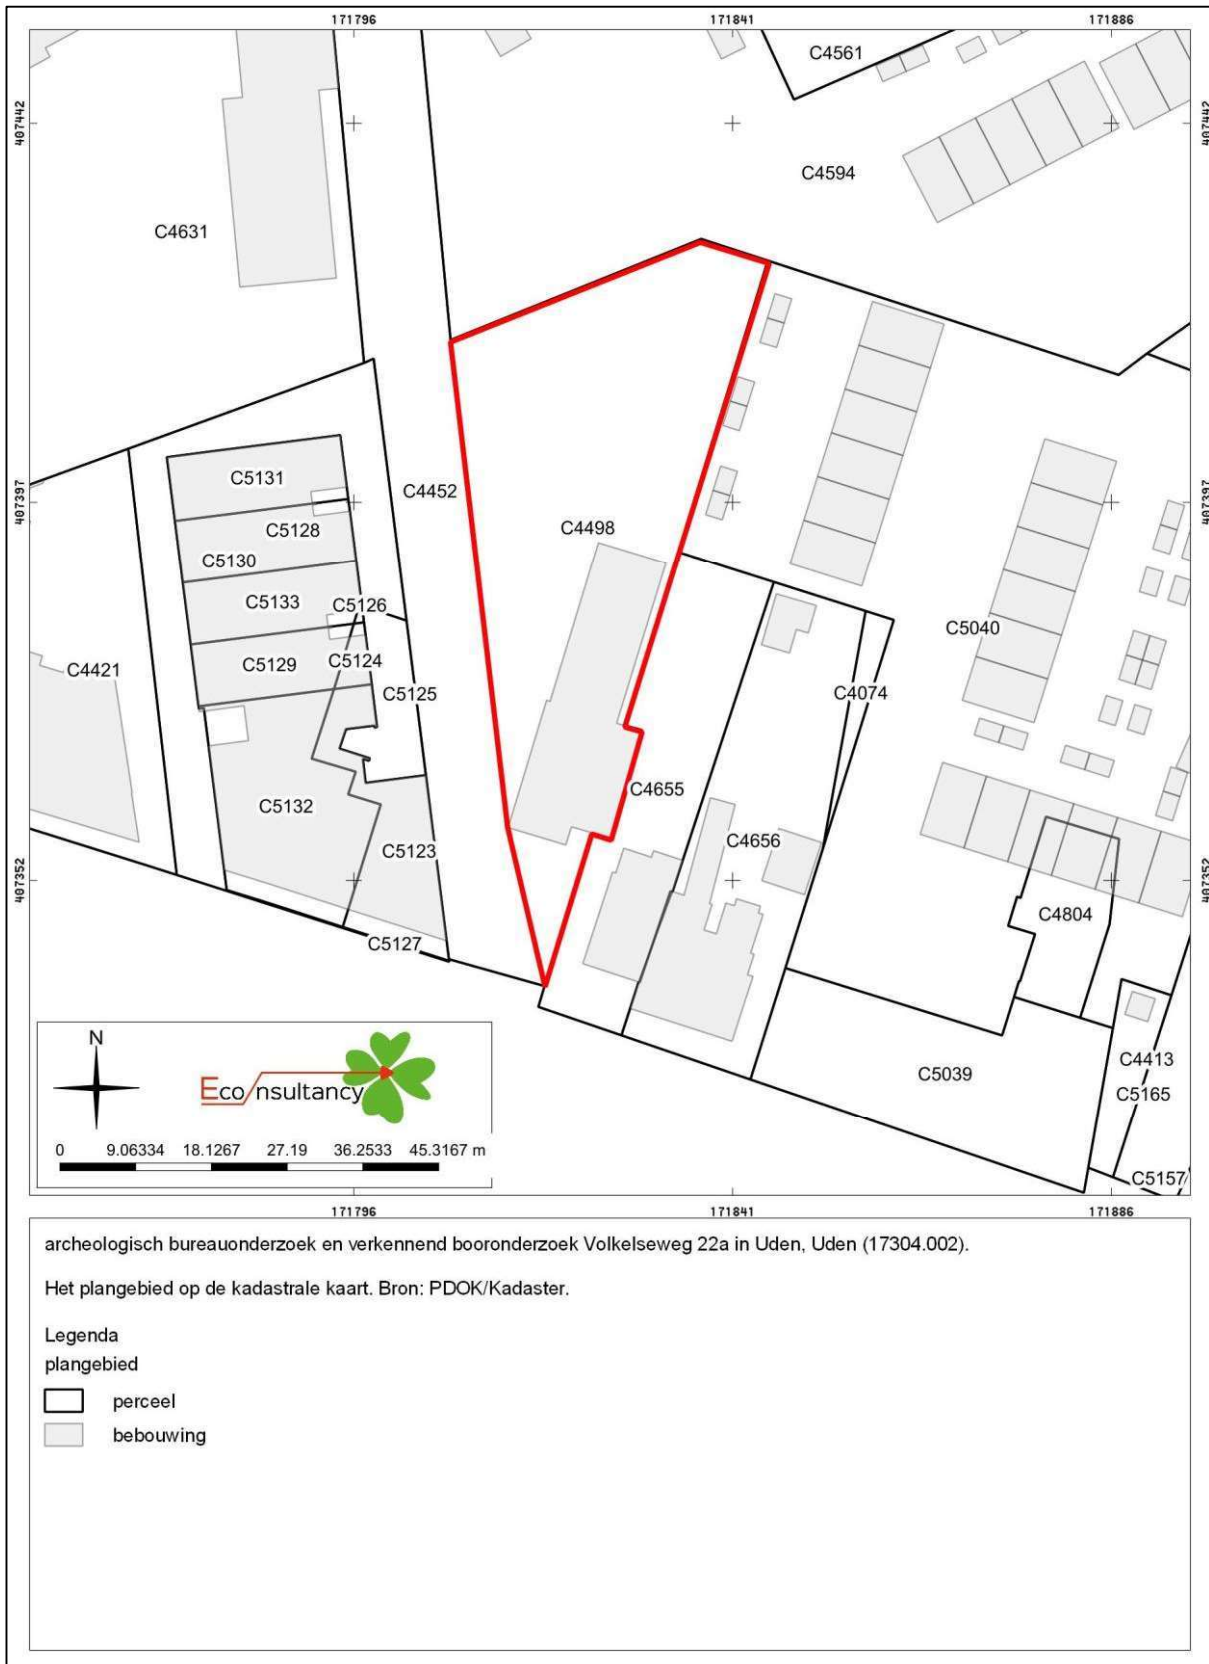 171796 171841 171886
C4561
407442 407442
C4594
C4631
C5131
C4452
407397 407397
C5128
C4498
C5130
C5133
C5126
C5040
C5129
C5124
C4421
C5125
C4074
C4655
C5132
C4656
C5123
407352 407352
C4804
C5127
N
Econsultancy
C4413
C5039
C5165
0 9.06334 18.1267 27.19 36.2533 45.3167 m
C5157
171796 171841 171886
archeologisch bureauonderzoek en verkennend booronderzoek Volkelseweg 22a in Uden, Uden (17304.002).
Het plangebied op de kadastrale kaart. Bron: PDOK/Kadaster.
Legenda
plangebied
perceel
bebouwing